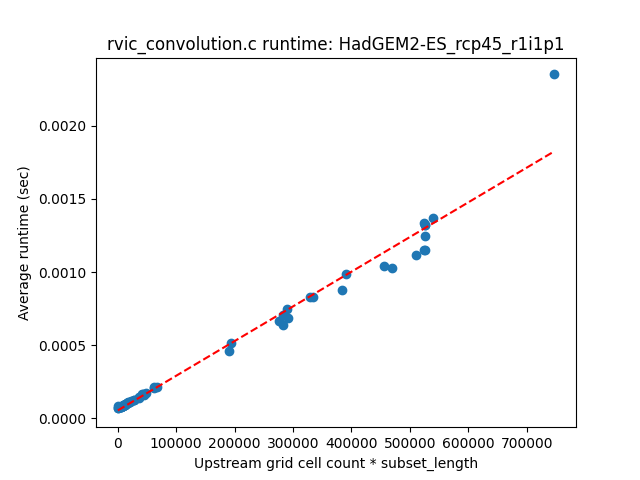 rvic_convolution.c runtime: HadGEM2-ES_rcp45_r1i1p1
Average runtime (sec)
0.0020
0.0015
0.0010
0.0005
0.0000
0 100000 200000 300000 400000 500000 600000 700000
Upstream grid cell count * subset_length